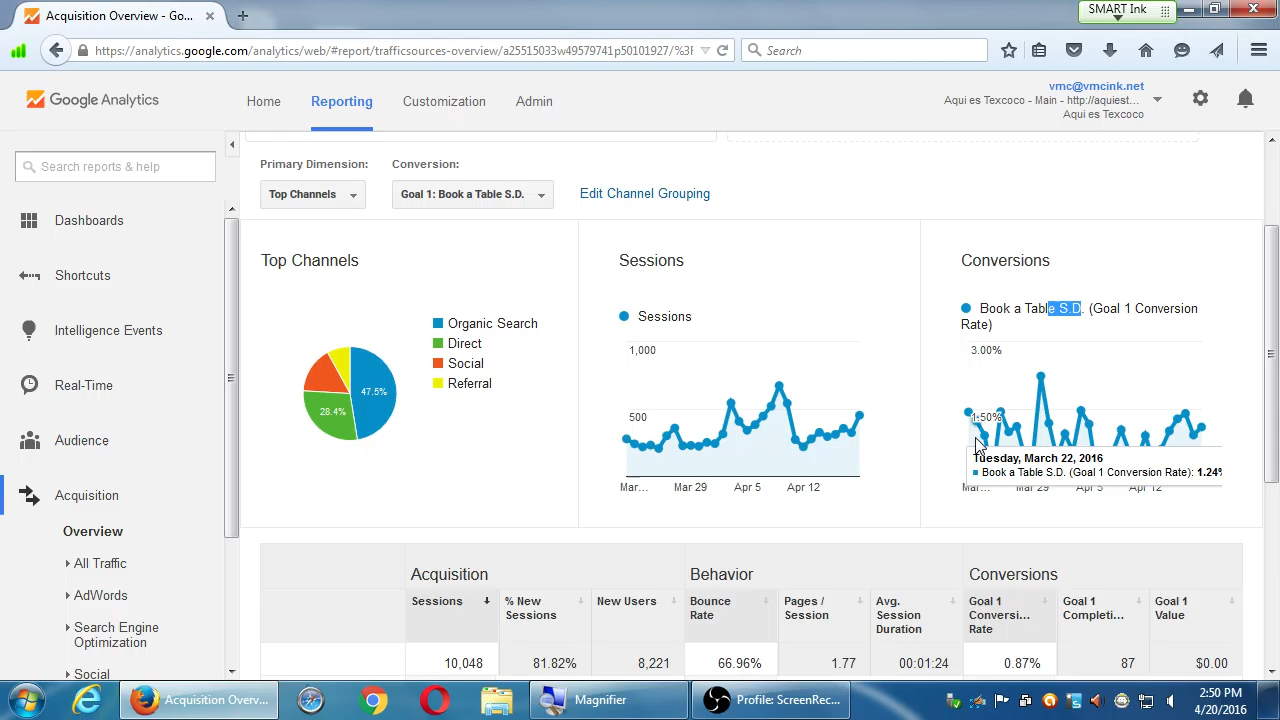 Acquisition Overview - Go...
SMART Ink
https://analytics.google.com/analytics/web/#report/trafficsources-overview/a25515033w49579741p50101927/%3F
Search
Google Analytics
Home
Reporting
Customization
Admin
vmc@vmcink.net
Aqui es Texcoco - Main - http://aquiest...
Aqui es Texcoco
Search reports & help
Dashboards
Shortcuts
Intelligence Events
Real-Time
Audience
Acquisition
Overview
All Traffic
AdWords
Search Engine
Optimization
Social
Primary Dimension:
Conversion:
Top Channels
Goal 1: Book a Table S.D.
Edit Channel Grouping
Top Channels
Organic Search
Direct
Social
Referral
47.5%
28.4%
Sessions
Sessions
1,000
500
Mar...
Mar 29
Apr 5
Apr 12
Conversions
Book a Table S.D. (Goal 1 Conversion
Rate)
3.00%
1.50%
Tuesday, March 22, 2016
Book a Table S.D. (Goal 1 Conversion Rate): 1.24%
Mar...
Mar 29
Apr 5
Apr 12
Acquisition
Behavior
Conversions
Sessions
% New
Sessions
New Users
Bounce
Rate
Pages /
Session
Avg.
Session
Duration
Goal 1
Conversi...
Rate
Goal 1
Completi...
Goal 1
Value
10,048
81.82%
8,221
66.96%
1.77
00:01:24
0.87%
87
$0.00
Acquisition Overv...
Magnifier
Profile: ScreenRec...
2:50 PM
4/20/2016